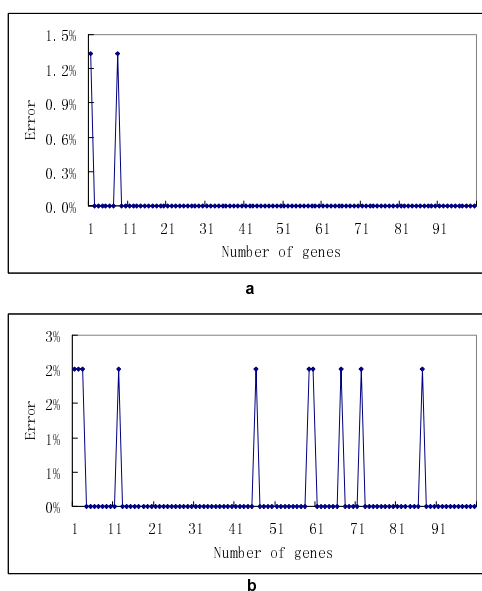 1.5%
1.2%
0.9%
0.6%
0.3%
0.0%
Error
1 11 21 31 41 51 61 71 81 91
Number of genes
a
3%
2%
2%
1%
1%
0%
Error
1 11 21 31 41 51 61 71 81 91
Number of genes
b